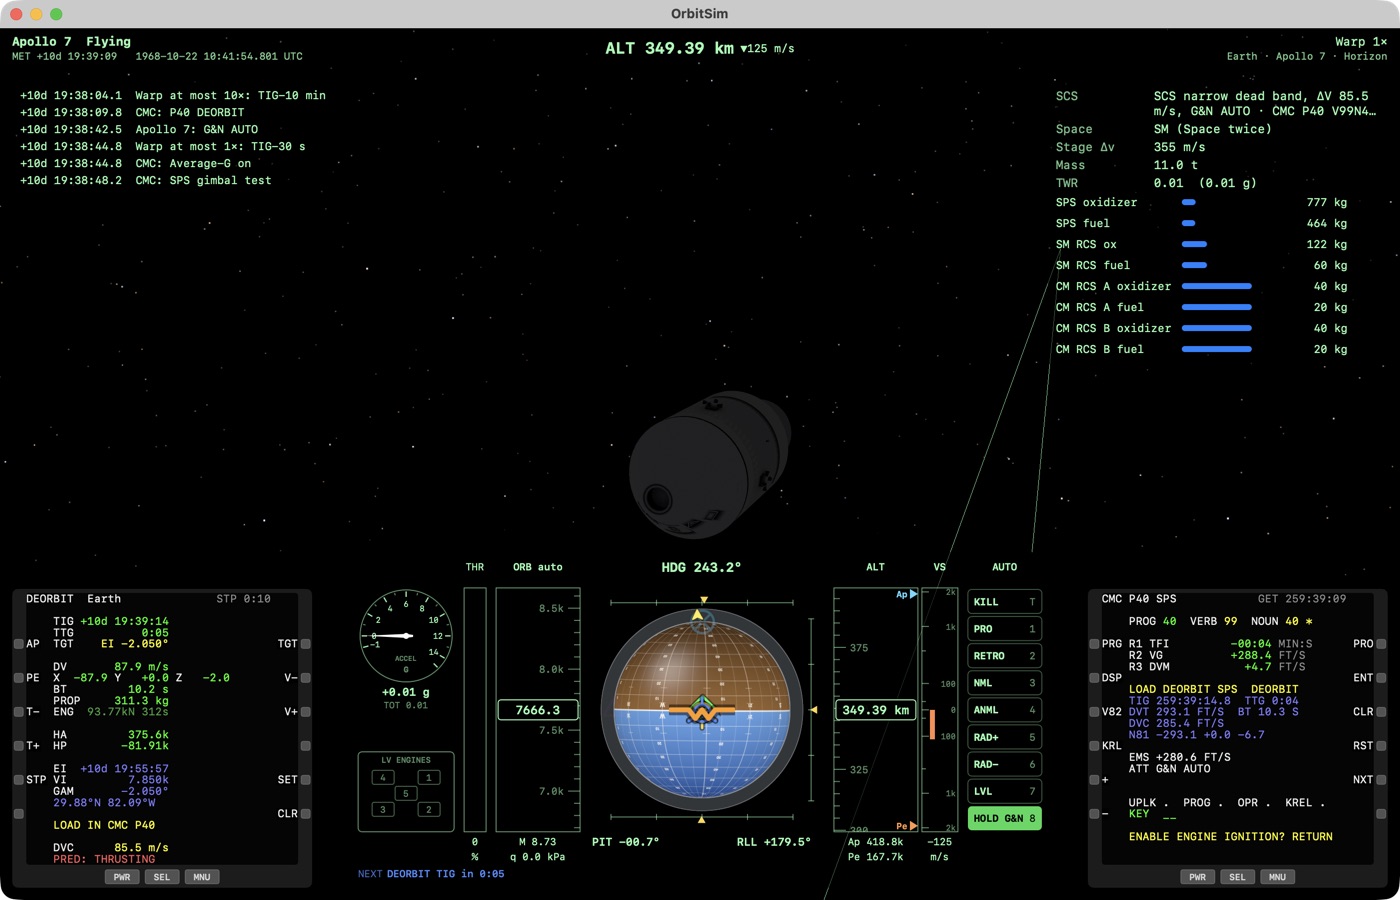 OrbitSim
Apollo 7 Flying
MET +10d 19:39:09 1968-10-22 10:41:54.801 UTC
ALT 349.39 km ▼125 m/s
Warp 1×
Earth · Apollo 7 · Horizon
+10d 19:38:04.1 Warp at most 10×: TIG-10 min
+10d 19:38:09.8 CMC: P40 DEORBIT
+10d 19:38:42.5 Apollo 7: G&N AUTO
+10d 19:38:44.8 Warp at most 1×: TIG-30 s
+10d 19:38:44.8 CMC: Average-G on
+10d 19:38:48.2 CMC: SPS gimbal test
SCS SCS narrow dead band, ΔV 85.5
m/s, G&N AUTO · CMC P40 V99N4…
Space SM (Space twice)
Stage Δv 355 m/s
Mass 11.0 t
TWR 0.01 (0.01 g)
SPS oxidizer 777 kg
SPS fuel 464 kg
SM RCS ox 122 kg
SM RCS fuel 60 kg
CM RCS A oxidizer 40 kg
CM RCS A fuel 20 kg
CM RCS B oxidizer 40 kg
CM RCS B fuel 20 kg
DEORBIT Earth STP 0:10
TIG +10d 19:39:14
TTG 0:05
AP TGT EI −2.050° TGT
DV 87.9 m/s
PE X −87.9 Y +0.0 Z −2.0 V−
BT 10.2 s
PROP 311.3 kg
T− ENG 93.77kN 312s V+
HA 375.6k
T+ HP −81.91k
EI +10d 19:55:57
STP VI 7.850k SET
GAM −2.050°
29.88°N 82.09°W
CLR
LOAD IN CMC P40
DVC 85.5 m/s
PRED: THRUSTING
PWR SEL MNU
4 6 8
2 10
0 12
−1 14
ACCEL
G
+0.01 g
TOT 0.01
LV ENGINES
4 1
5
3 2
THR
0
%
ORB auto
8.5k
8.0k
7666.3
7.5k
7.0k
M 8.73
q 0.0 kPa
NEXT DEORBIT TIG in 0:05
HDG 243.2°
PIT −00.7° RLL +179.5°
ALT
Ap
375
349.39 km
325
300
Pe
Ap 418.8k
Pe 167.7k
VS
2k
1k
100
0
100
1k
2k
−125
m/s
AUTO
KILL T
PRO 1
RETRO 2
NML 3
ANML 4
RAD+ 5
RAD− 6
LVL 7
HOLD G&N 8
CMC P40 SPS GET 259:39:09
PROG 40 VERB 99 NOUN 40 *
PRG R1 TFI −00:04 MIN:S PRO
R2 VG +288.4 FT/S
R3 DVM +4.7 FT/S
DSP ENT
LOAD DEORBIT SPS DEORBIT
TIG 259:39:14.8 TTG 0:04
V82 DVT 293.1 FT/S BT 10.3 S CLR
DVC 285.4 FT/S
N81 −293.1 +0.0 −6.7
KRL RST
EMS +280.6 FT/S
ATT G&N AUTO
+ NXT
UPLK . PROG . OPR . KREL .
− KEY __
ENABLE ENGINE IGNITION? RETURN
PWR SEL MNU